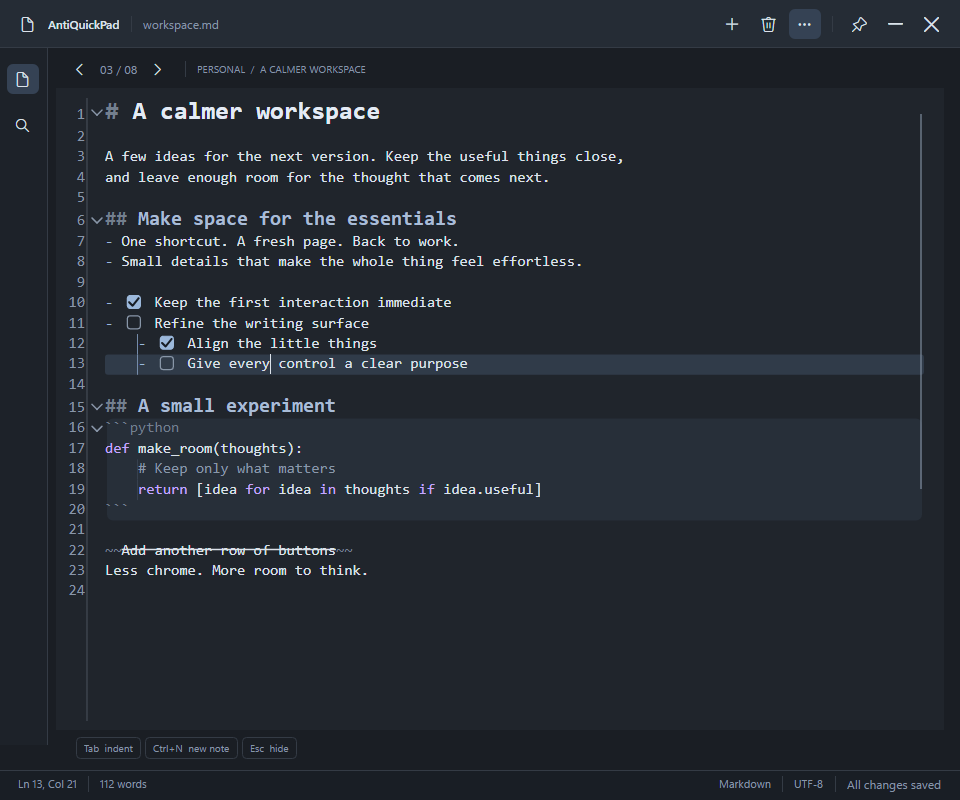 AntiQuickPad workspace.md
03 / 08 PERSONAL / A CALMER WORKSPACE
1 # A calmer workspace
2
3 A few ideas for the next version. Keep the useful things close,
4 and leave enough room for the thought that comes next.
5
6 ## Make space for the essentials
7 - One shortcut. A fresh page. Back to work.
8 - Small details that make the whole thing feel effortless.
9
10 - Keep the first interaction immediate
11 - Refine the writing surface
12 - Align the little things
13 - Give every control a clear purpose
14
15 ## A small experiment
16 ```python
17 def make_room(thoughts):
18 # Keep only what matters
19 return [idea for idea in thoughts if idea.useful]
20 ```
21
22 ~~Add another row of buttons~~
23 Less chrome. More room to think.
24
Tab indent Ctrl+N new note Esc hide
Ln 13, Col 21 112 words Markdown UTF-8 All changes saved